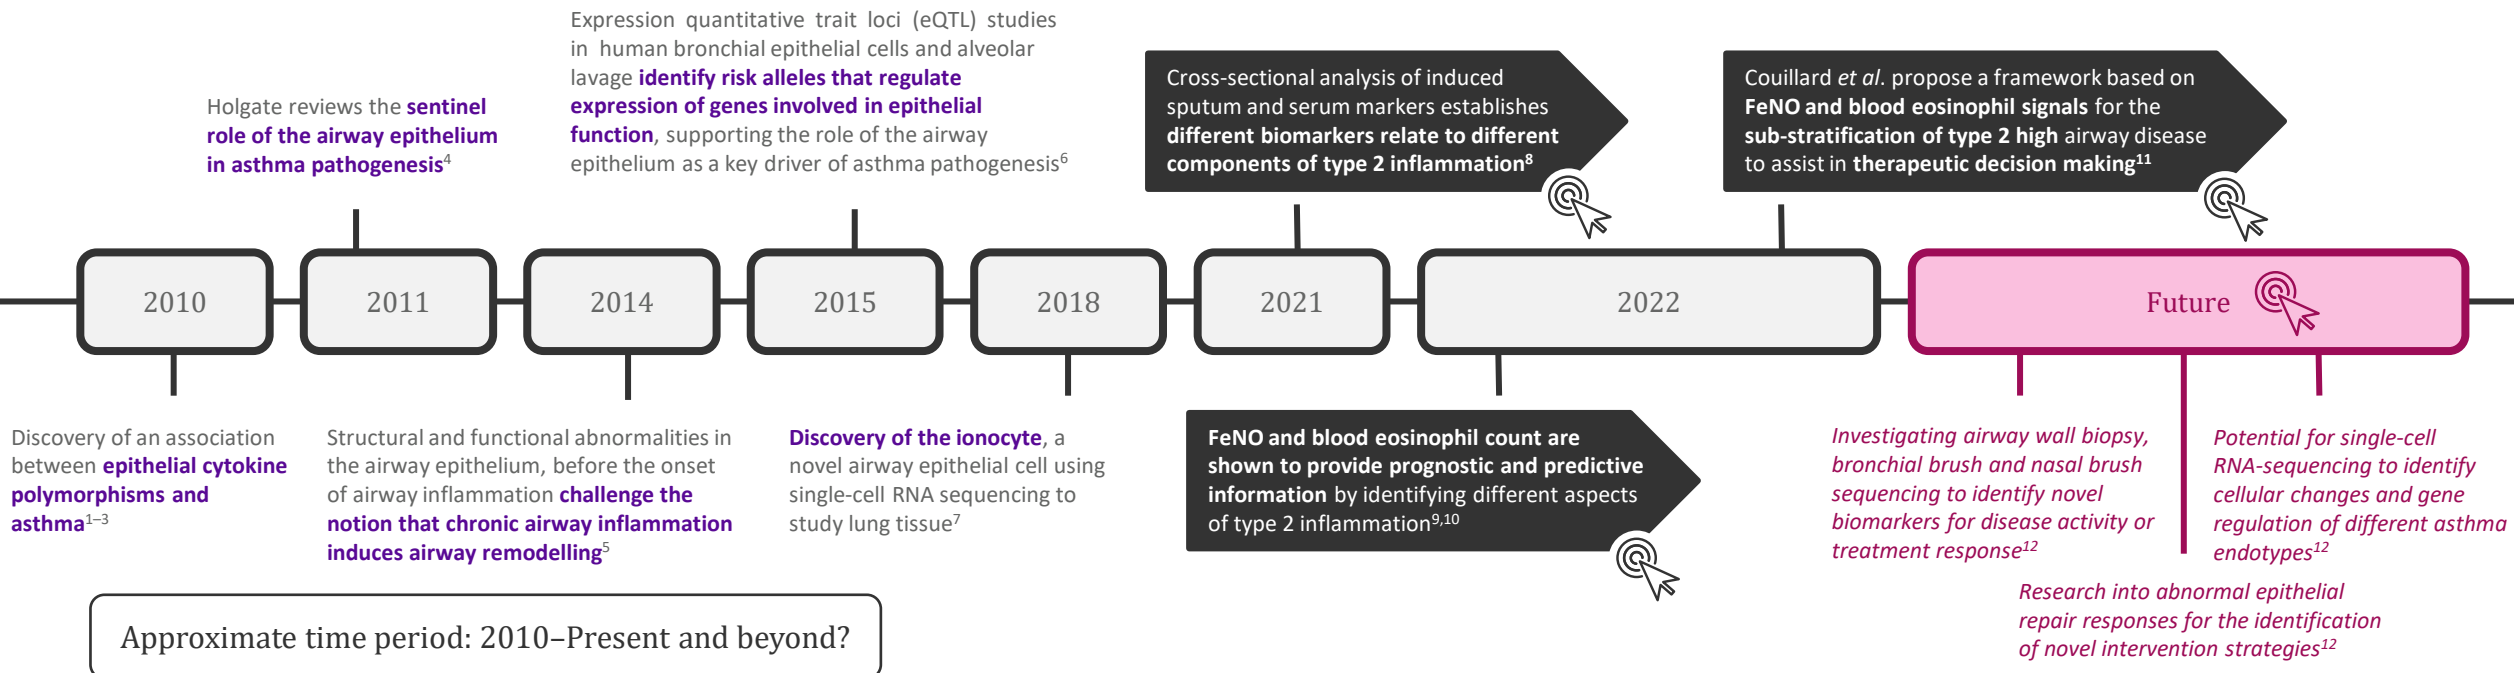 Holgate reviews the sentinel
role of the airway epithelium
in asthma pathogenesis⁴
Expression quantitative trait loci (eQTL) studies
in human bronchial epithelial cells and alveolar
lavage identify risk alleles that regulate
expression of genes involved in epithelial
function, supporting the role of the airway
epithelium as a key driver of asthma pathogenesis⁶
Cross-sectional analysis of induced
sputum and serum markers establishes
different biomarkers relate to different
components of type 2 inflammation⁸
Couillard et al. propose a framework based on
FeNO and blood eosinophil signals for the
sub-stratification of type 2 high airway disease
to assist in therapeutic decision making¹¹
2010
2011
2014
2015
2018
2021
2022
Future
Discovery of an association
between epithelial cytokine
polymorphisms and
asthma¹⁻³
Structural and functional abnormalities in
the airway epithelium, before the onset
of airway inflammation challenge the
notion that chronic airway inflammation
induces airway remodelling⁵
Discovery of the ionocyte, a
novel airway epithelial cell using
single-cell RNA sequencing to
study lung tissue⁷
FeNO and blood eosinophil count are
shown to provide prognostic and predictive
information by identifying different aspects
of type 2 inflammation⁹,¹⁰
Investigating airway wall biopsy,
bronchial brush and nasal brush
sequencing to identify novel
biomarkers for disease activity or
treatment response¹²
Potential for single-cell
RNA-sequencing to identify
cellular changes and gene
regulation of different asthma
endotypes¹²
Research into abnormal epithelial
repair responses for the identification
of novel intervention strategies¹²
Approximate time period: 2010–Present and beyond?